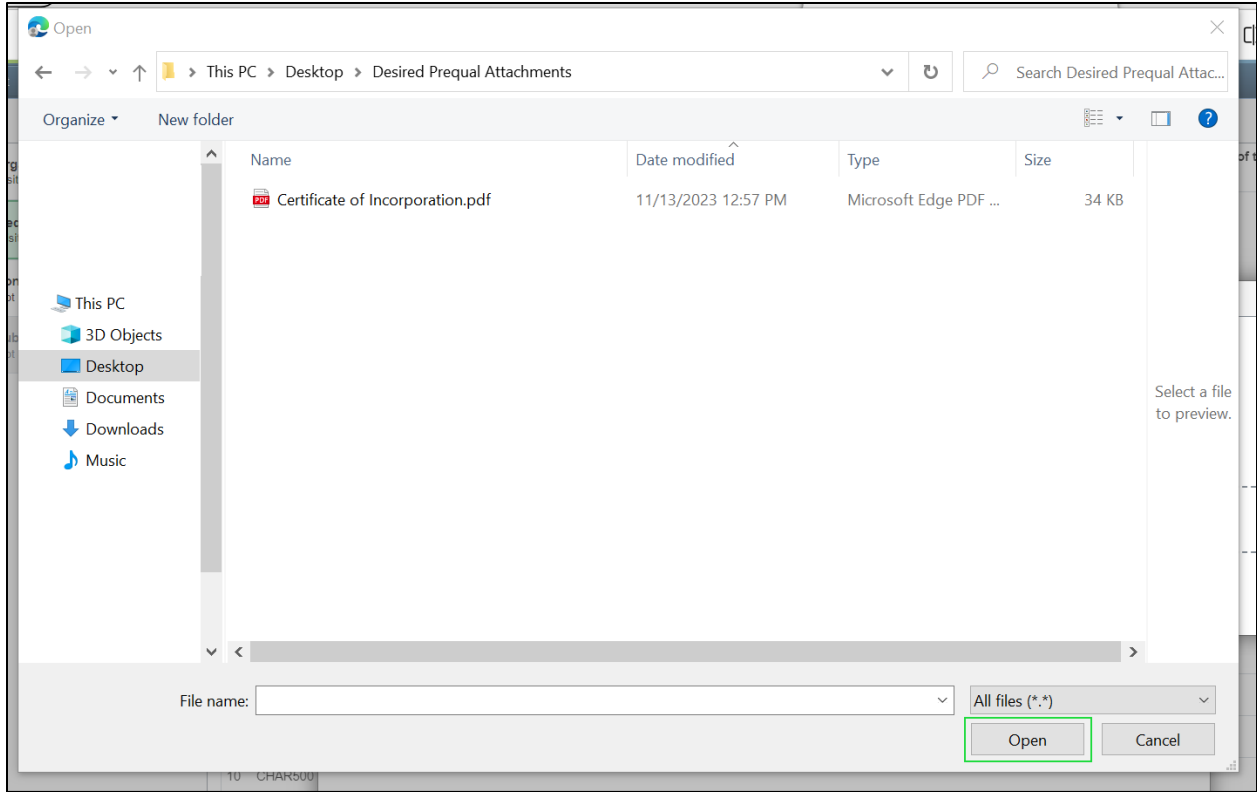 Open
This PC > Desktop > Desired Prequal Attachments
Search Desired Prequal Attac...
Organize
New folder
?
Name Date modified Type Size
PDF Certificate of Incorporation.pdf 11/13/2023 12:57 PM Microsoft Edge PDF ... 34 KB
This PC
3D Objects
Desktop
Documents
Downloads
Music
Select a file
to preview.
File name:
All files (*.*)
Open
Cancel
10 CHAR500